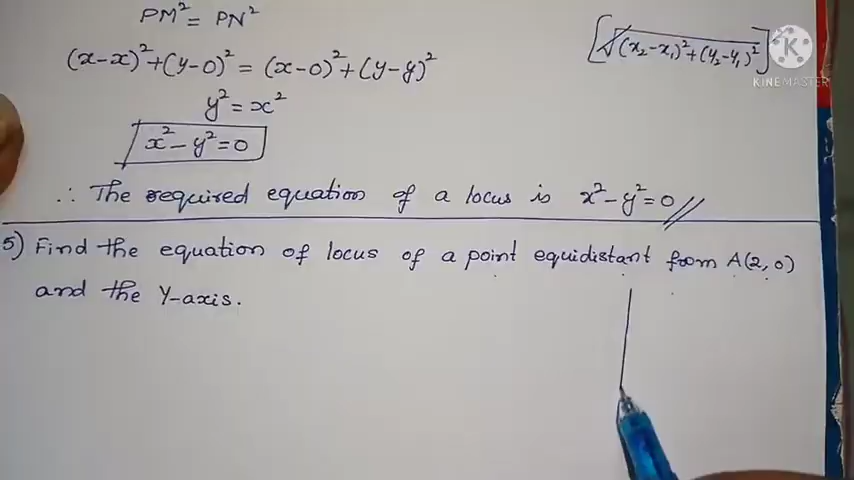 PM² = PN²
[√(x₂-x₁)²+(y₂-y₁)²]
K
KINEMASTER
(x-x)²+(y-0)² = (x-0)²+(y-y)²
y² = x²
x² - y² = 0
∴ The required equation of a locus is x² - y² = 0 //
5) Find the equation of locus of a point equidistant from A(2, 0)
and the Y-axis.